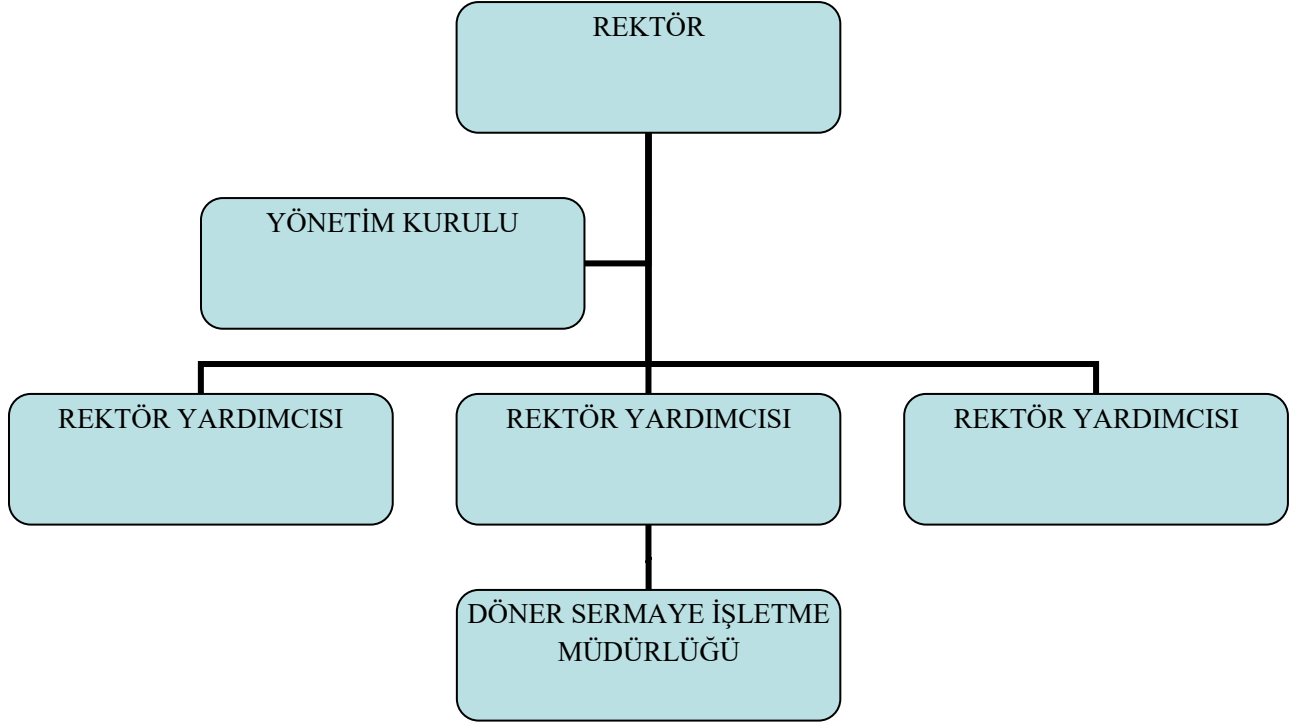 REKTÖR
YÖNETİM KURULU
REKTÖR YARDIMCISI
REKTÖR YARDIMCISI
REKTÖR YARDIMCISI
DÖNER SERMAYE İŞLETME
MÜDÜRLÜĞÜ